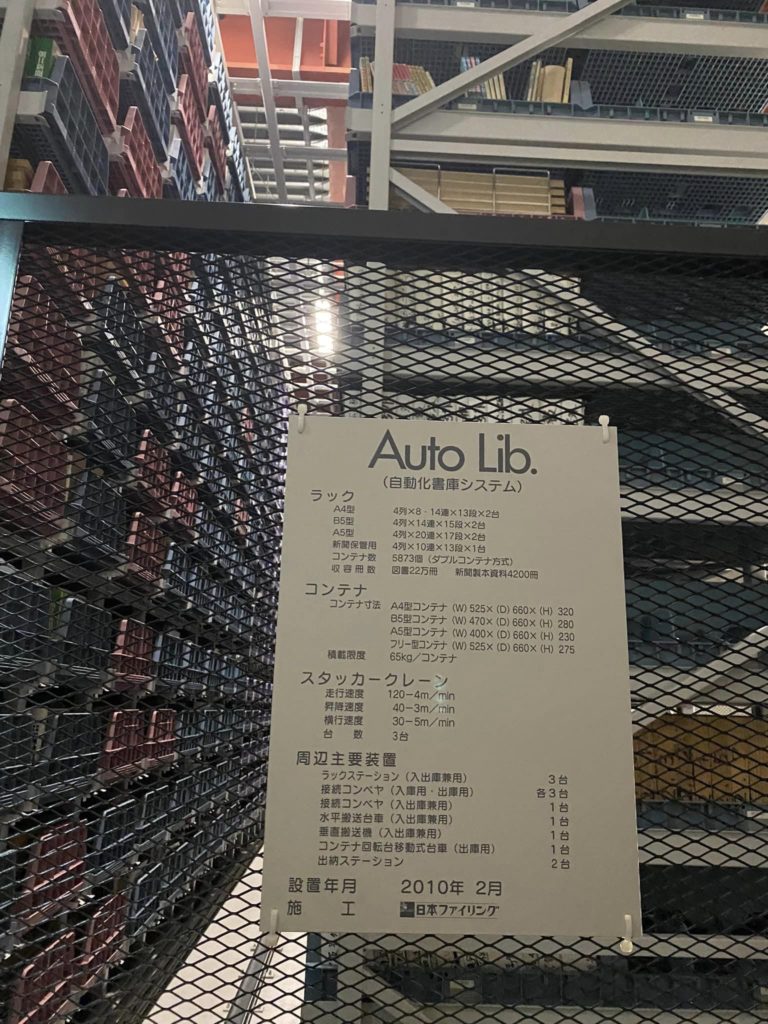 Auto Lib.
(自動化書庫システム)
ラック
A4型 4列×8・14連×13段×2台
B5型 4列×14連×15段×2台
A5型 4列×20連×17段×2台
新聞保管用 4列×10連×13段×1台
コンテナ数 5873個(ダブルコンテナ方式)
収容冊数 図書22万冊 新聞製本資料4200冊
コンテナ
コンテナ寸法 A4型コンテナ (W) 525× (D) 660× (H) 320
B5型コンテナ (W) 470× (D) 660× (H) 280
A5型コンテナ (W) 400× (D) 660× (H) 230
フリー型コンテナ (W) 525× (D) 660× (H) 275
積載限度 65kg/コンテナ
スタッカークレーン
走行速度 120-4m/min
昇降速度 40-3m/min
横行速度 30-5m/min
台数 3台
周辺主要装置
ラックステーション(入出庫兼用) 3台
接続コンベヤ(入庫用・出庫用) 各3台
接続コンベヤ(入出庫兼用) 1台
水平搬送台車(入出庫兼用) 1台
垂直搬送機(入出庫兼用) 1台
コンテナ回転台移動式台車(出庫用) 1台
出納ステーション 2台
設置年月 2010年 2月
施工 日本ファイリング